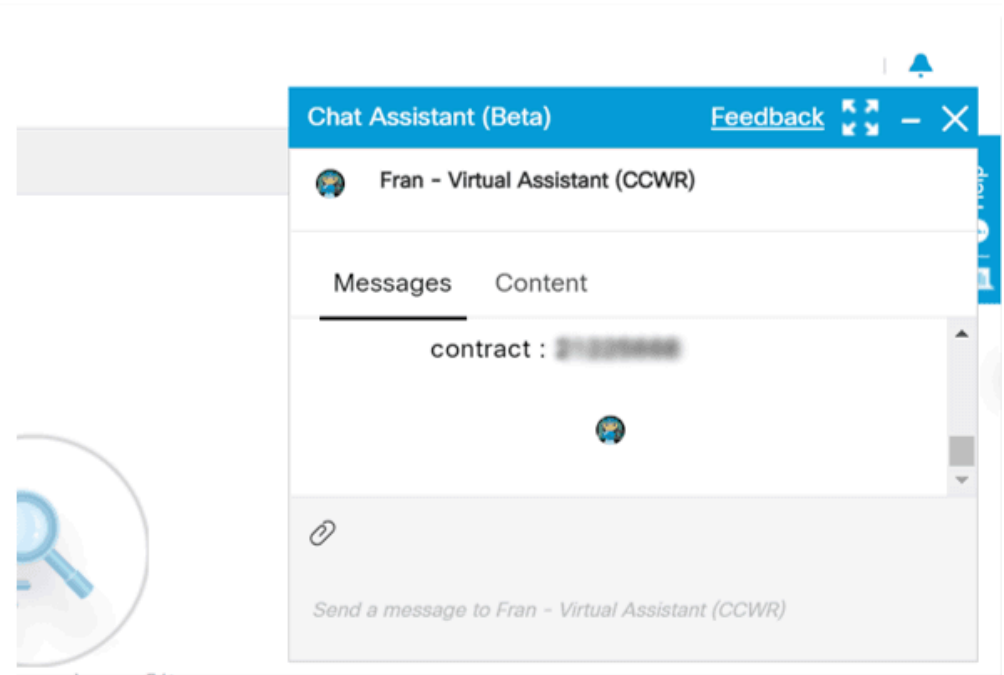 Chat Assistant (Beta) Feedback
Help
Fran - Virtual Assistant (CCWR)
Messages Content
contract :
Send a message to Fran - Virtual Assistant (CCWR)